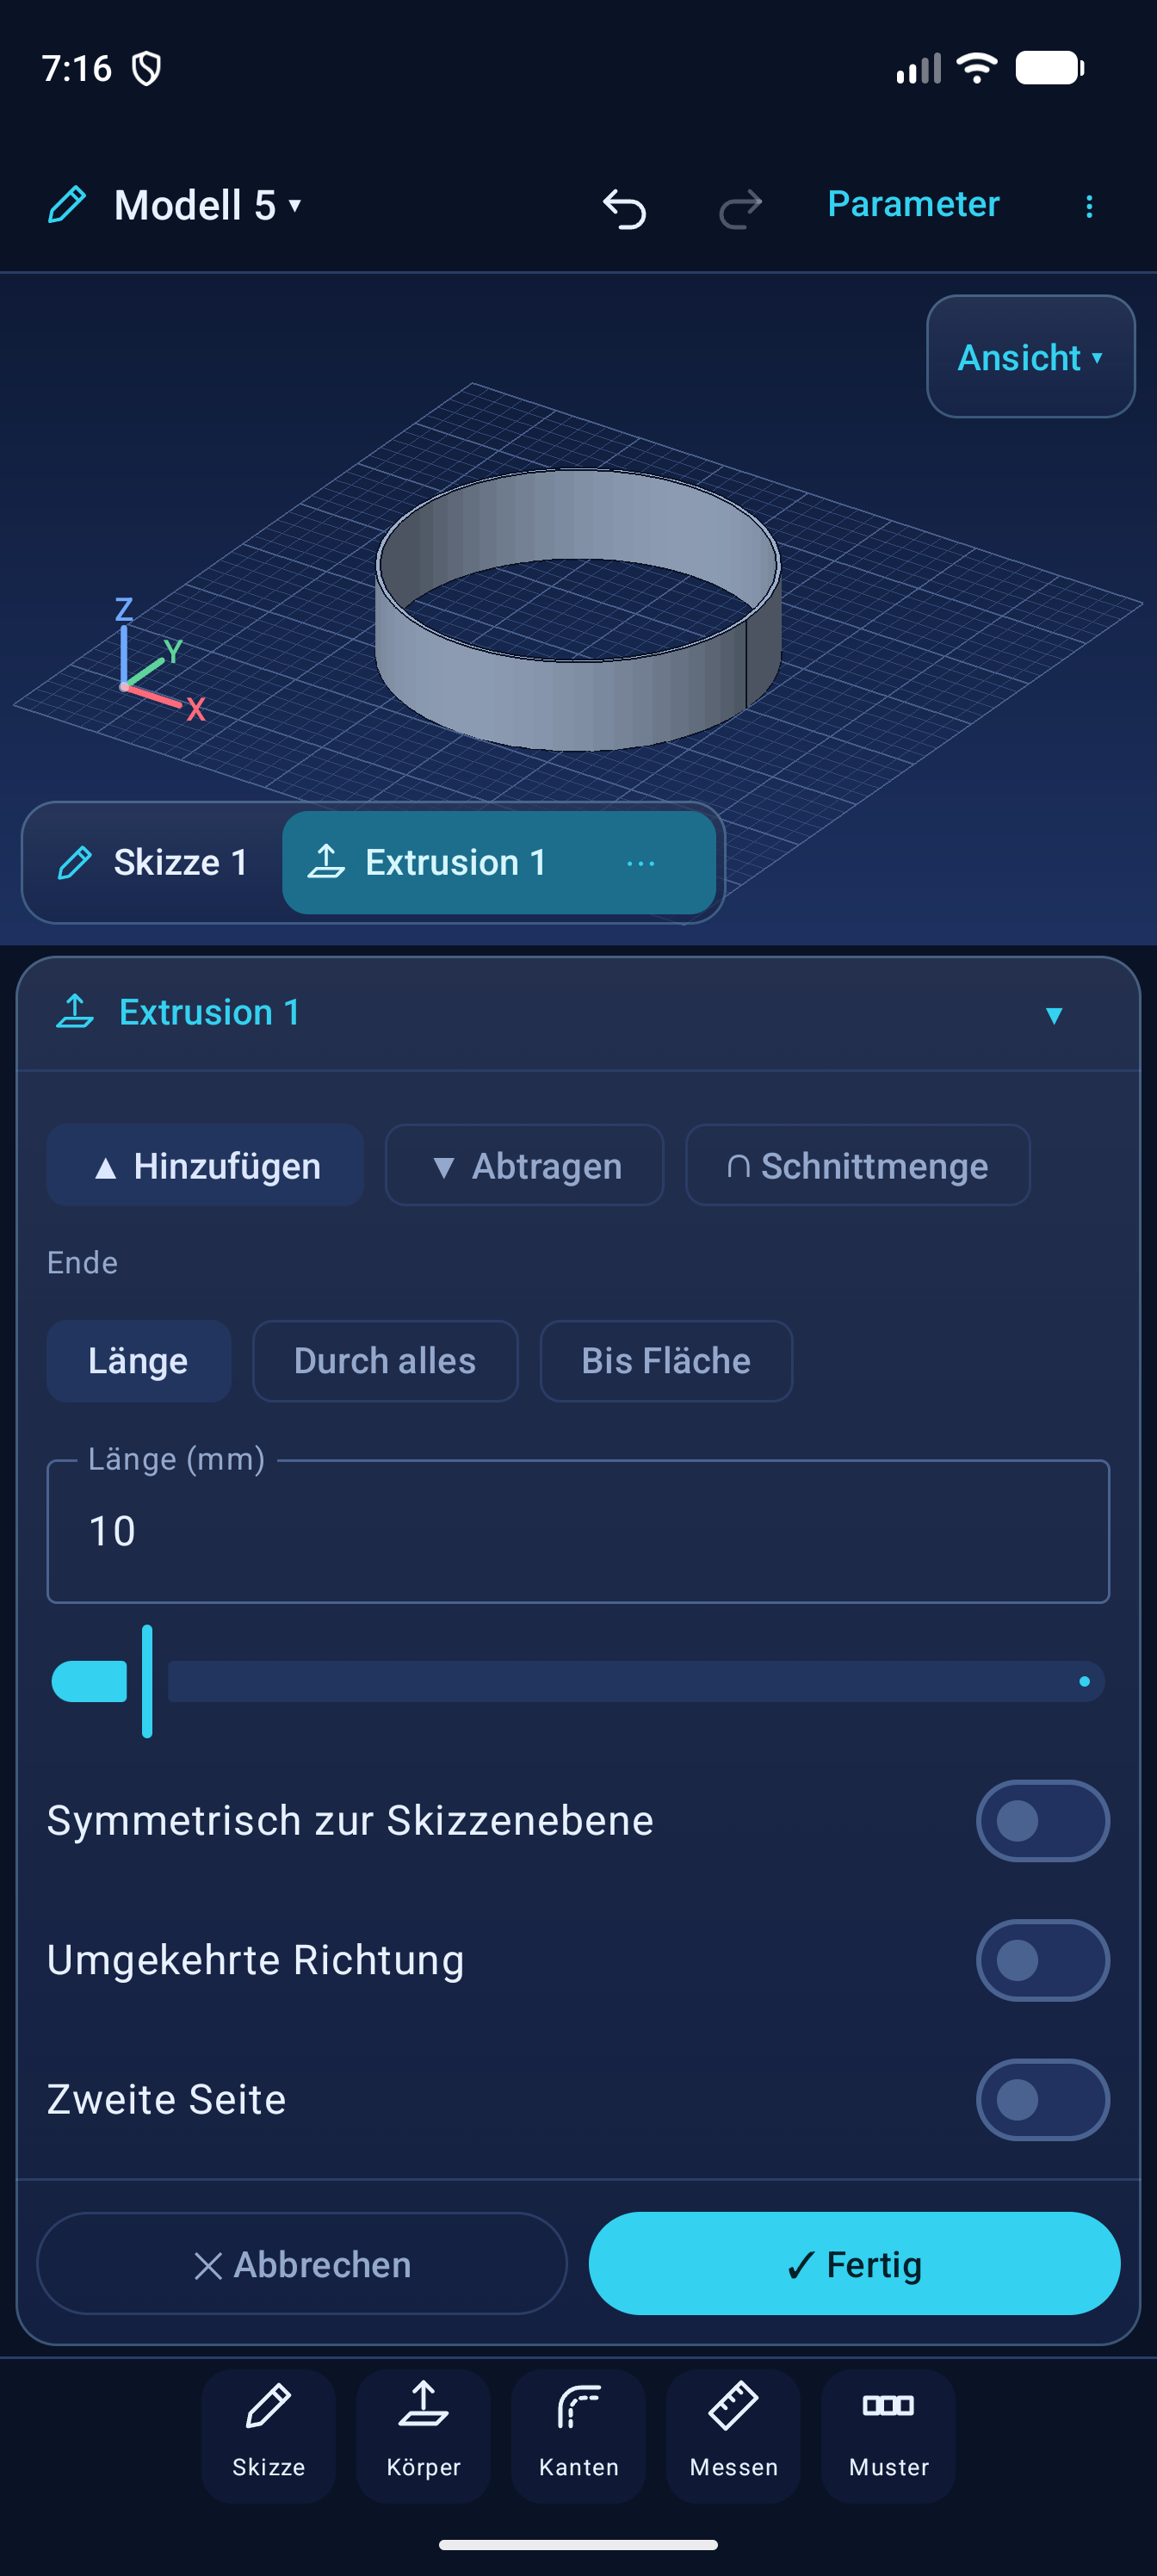 7:16
Modell 5 ▾
Parameter
Ansicht ▾
Z
Y
X
Skizze 1
Extrusion 1 ...
Extrusion 1 ▼
▲ Hinzufügen
▼ Abtragen
∩ Schnittmenge
Ende
Länge
Durch alles
Bis Fläche
Länge (mm)
10
Symmetrisch zur Skizzenebene
Umgekehrte Richtung
Zweite Seite
✕ Abbrechen
✓ Fertig
Skizze
Körper
Kanten
Messen
Muster